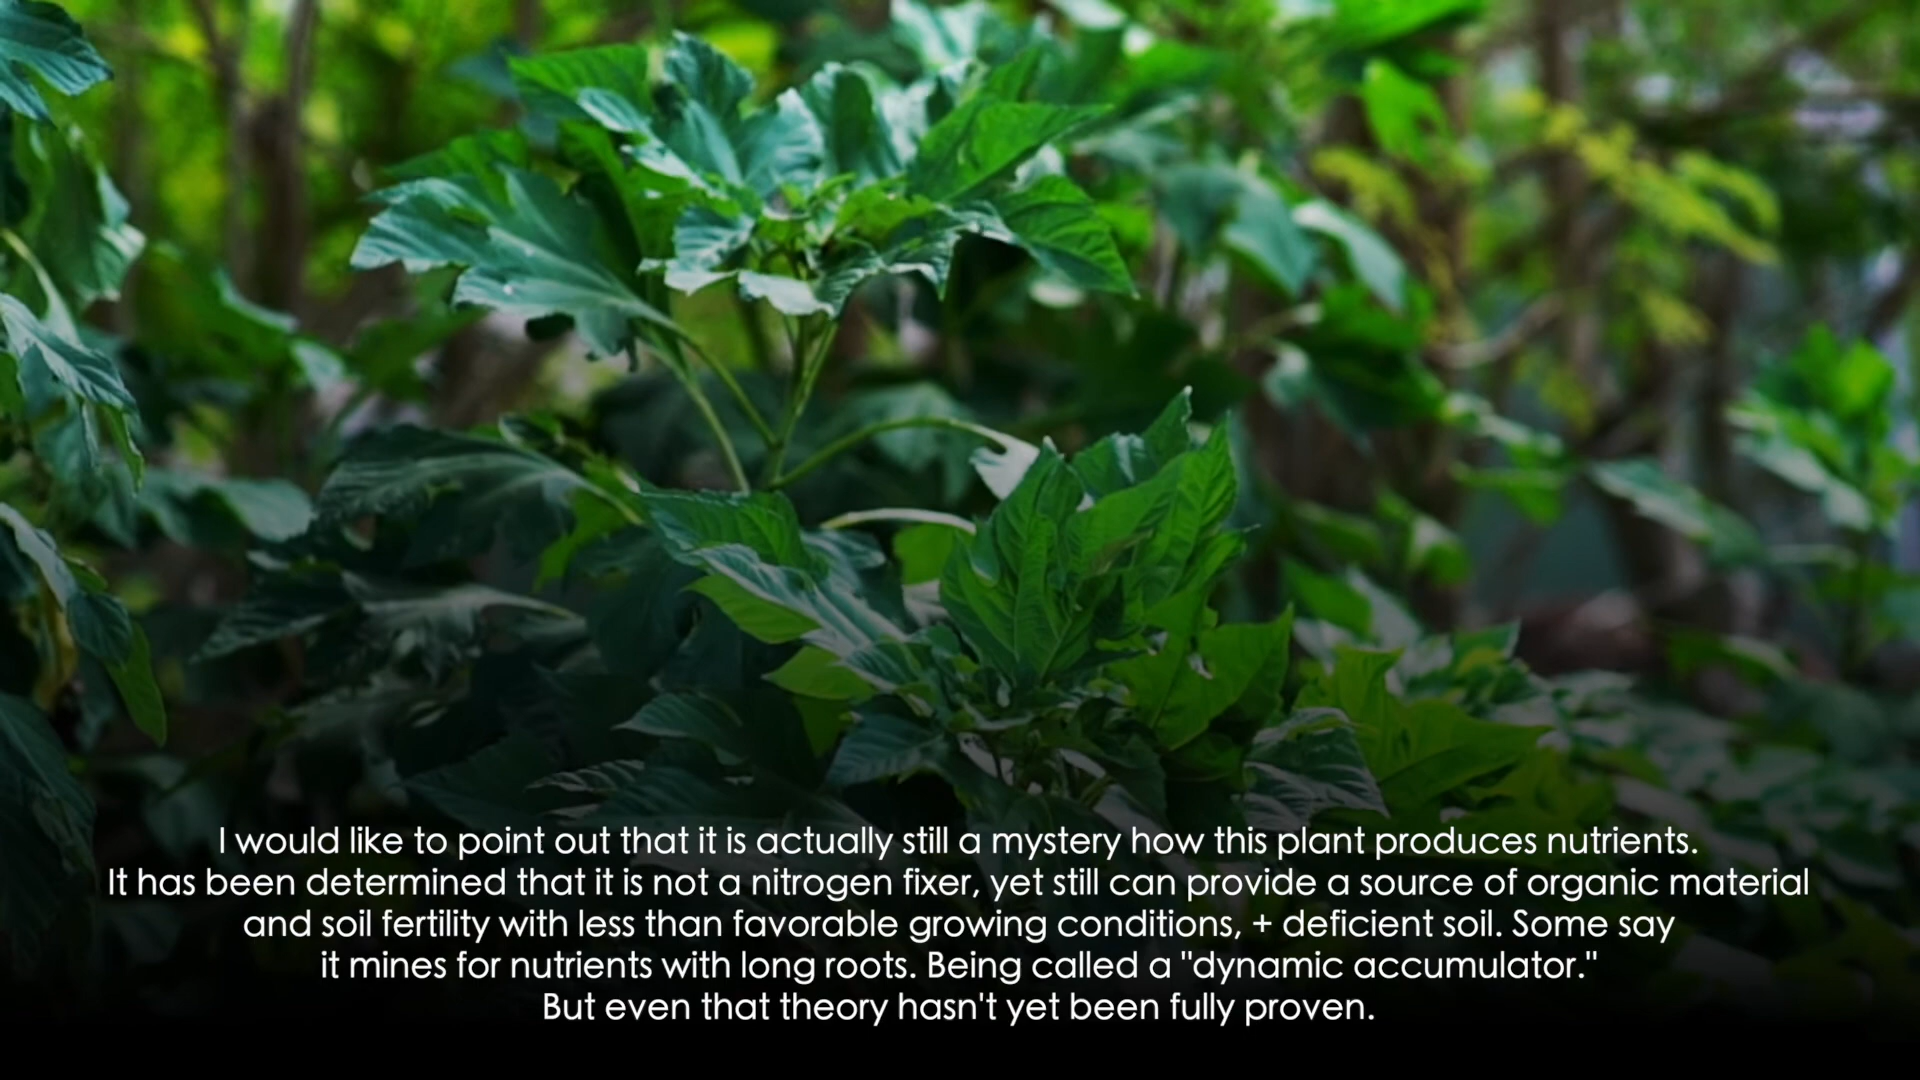 I would like to point out that it is actually still a mystery how this plant produces nutrients.
It has been determined that it is not a nitrogen fixer, yet still can provide a source of organic material
and soil fertility with less than favorable growing conditions, + deficient soil. Some say
it mines for nutrients with long roots. Being called a "dynamic accumulator."
But even that theory hasn't yet been fully proven.